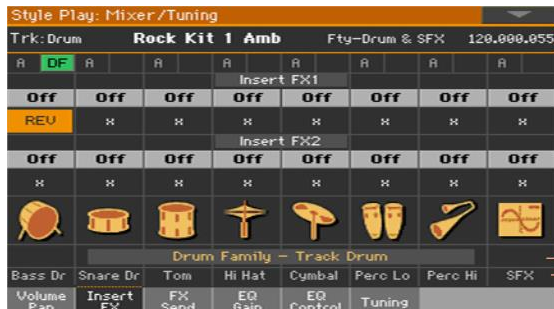 Style Play: Mixer/Tuning
Trk: Drum Rock Kit 1 Amb Fty-Drum & SFX 120.000.055
A DF A A A A A A
Insert FX1
Off Off Off Off Off Off Off Off
REV x x x x x x x
Insert FX2
Off Off Off Off Off Off Off Off
x x x x x x x x
Drum Family - Track Drum
Bass Dr Snare Dr Tom Hi Hat Cymbal Perc Lo Perc Hi SFX
Volume Insert FX EQ EQ Tuning
Pan FX Send Gain Control